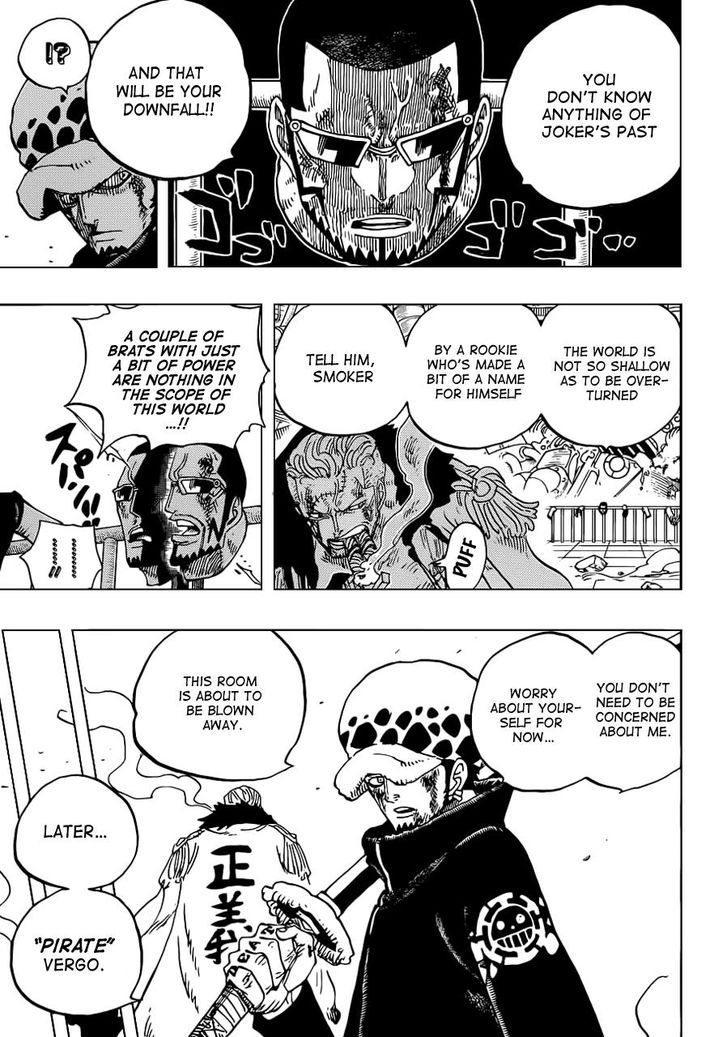 YOU
DON'T KNOW
ANYTHING OF
JOKER'S PAST
AND THAT
WILL BE YOUR
DOWNFALL!!
ゴゴゴゴ
!?
THE WORLD IS
NOT SO SHALLOW
AS TO BE OVER-
TURNED
BY A ROOKIE
WHO'S MADE A
BIT OF A NAME
FOR HIMSELF
TELL HIM,
SMOKER
PUFF
A COUPLE OF
BRATS WITH JUST
A BIT OF POWER
ARE NOTHING IN
THE SCOPE OF
THIS WORLD
...!!
YOU DON'T
NEED TO BE
CONCERNED
ABOUT ME.
WORRY
ABOUT YOUR-
SELF FOR
NOW...
THIS ROOM
IS ABOUT TO
BE BLOWN
AWAY.
正義
LATER...
"PIRATE"
VERGO.